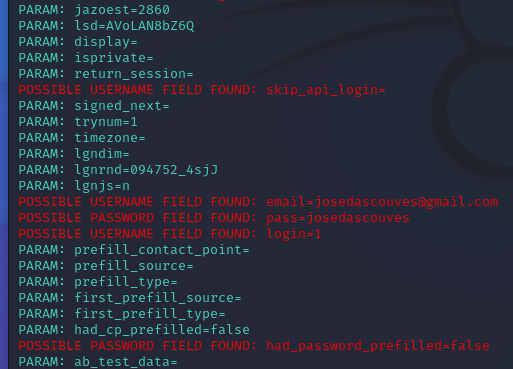 PARAM: jazoest=2860
PARAM: lsd=AVoLAN8bZ6Q
PARAM: display=
PARAM: isprivate=
PARAM: return_session=
POSSIBLE USERNAME FIELD FOUND: skip_api_login=
PARAM: signed_next=
PARAM: trynum=1
PARAM: timezone=
PARAM: lgndim=
PARAM: lgnrnd=094752_4sjJ
PARAM: lgnjs=n
POSSIBLE USERNAME FIELD FOUND: email=josedascouves@gmail.com
POSSIBLE PASSWORD FIELD FOUND: pass=josedascouves
POSSIBLE USERNAME FIELD FOUND: login=1
PARAM: prefill_contact_point=
PARAM: prefill_source=
PARAM: prefill_type=
PARAM: first_prefill_source=
PARAM: first_prefill_type=
PARAM: had_cp_prefilled=false
POSSIBLE PASSWORD FIELD FOUND: had_password_prefilled=false
PARAM: ab_test_data=